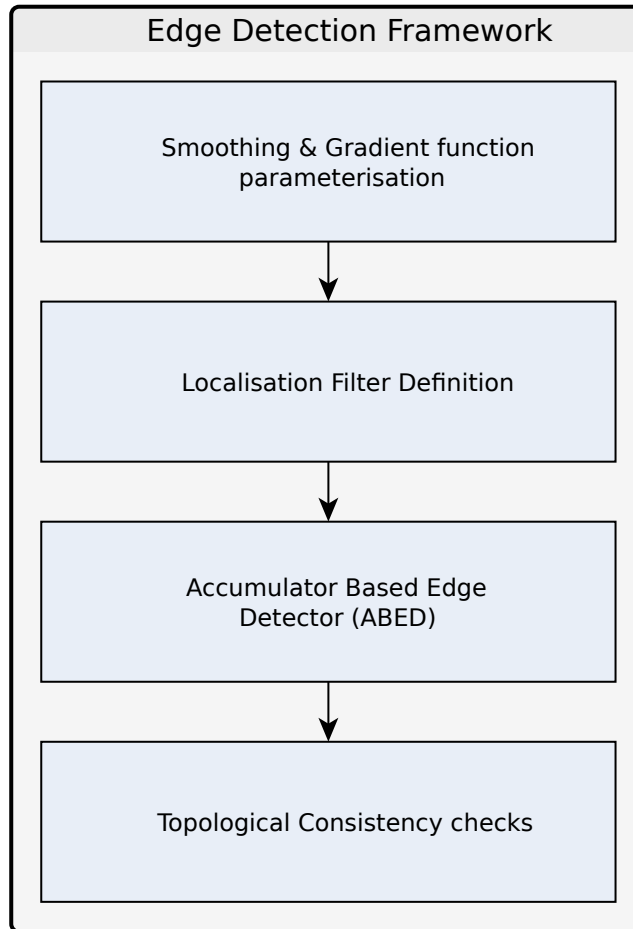 Edge Detection Framework
Smoothing & Gradient function
parameterisation
Localisation Filter Definition
Accumulator Based Edge
Detector (ABED)
Topological Consistency checks